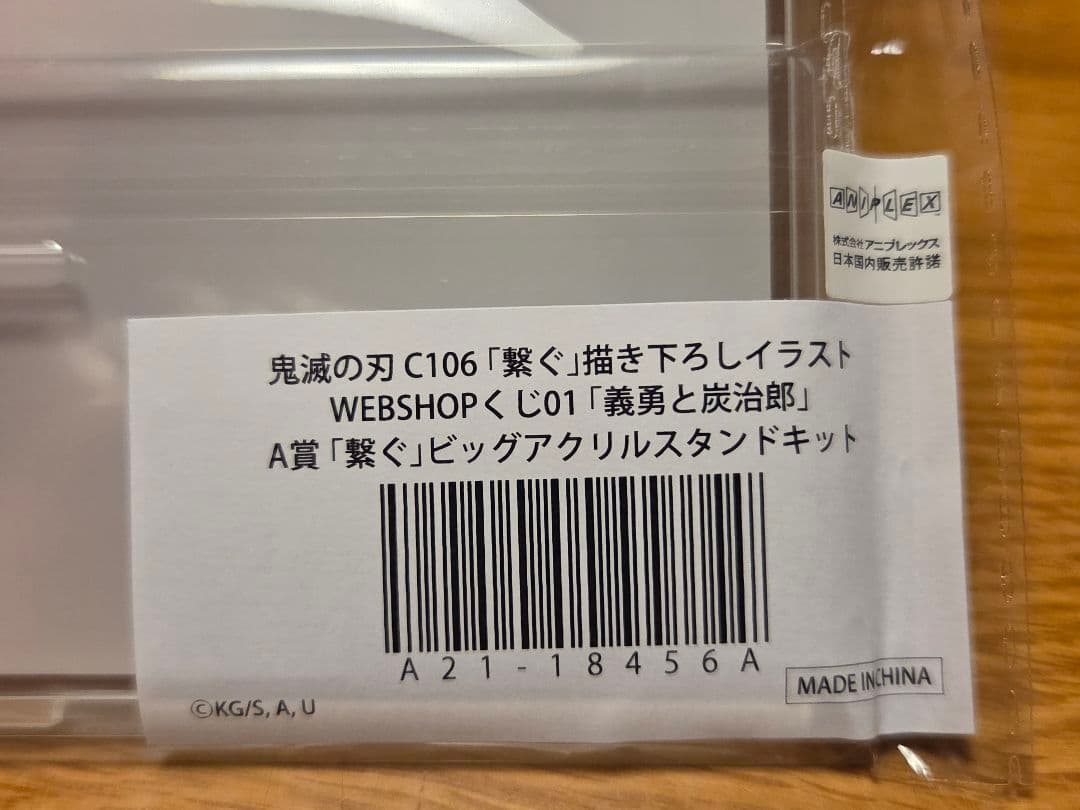 ANIPLEX
株式会社アニプレックス
日本国内販売許諾
鬼滅の刃 C106「繋ぐ」描き下ろしイラスト
WEBSHOPくじ01「義勇と炭治郎」
A賞「繋ぐ」ビッグアクリルスタンドキット
A21-18456A
MADE IN CHINA
©KG/S, A, U